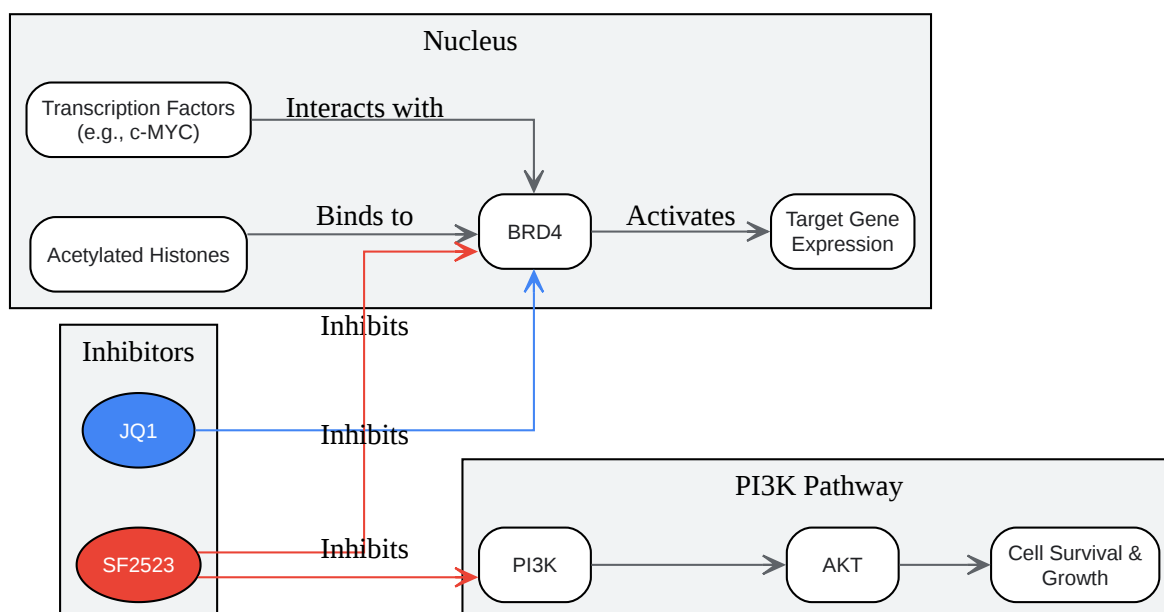 Nucleus
Transcription Factors
(e.g., c-MYC)
Interacts with
Acetylated Histones
Binds to
BRD4
Activates
Target Gene
Expression
Inhibits
Inhibitors
JQ1
Inhibits
SF2523
Inhibits
PI3K Pathway
PI3K
AKT
Cell Survival &
Growth